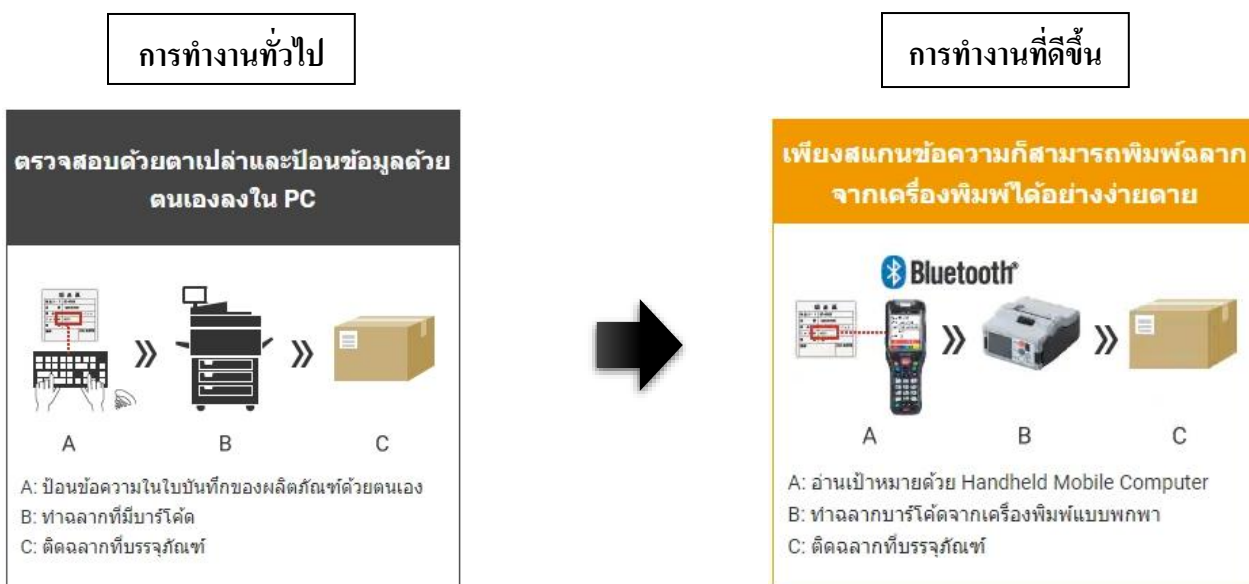 การทำงานทั่วไป
การทำงานที่ดีขึ้น
ตรวจสอบด้วยตาเปล่าและป้อนข้อมูลด้วย
ตนเองลงใน PC
A
B
C
A: ป้อนข้อความในใบบันทึกของผลิตภัณฑ์ด้วยตนเอง
B: ทำฉลากที่มีบาร์โค้ด
C: ติดฉลากที่บรรจุภัณฑ์
เพียงสแกนข้อความก็สามารถพิมพ์ฉลาก
จากเครื่องพิมพ์ได้อย่างง่ายดาย
Bluetooth®
A
B
C
A: อ่านเป้าหมายด้วย Handheld Mobile Computer
B: ทำฉลากบาร์โค้ดจากเครื่องพิมพ์แบบพกพา
C: ติดฉลากที่บรรจุภัณฑ์